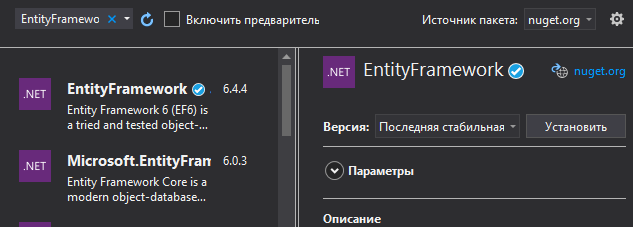 EntityFramewo
Включить предваритель
Источник пакета: nuget.org
.NET
EntityFramework 6.4.4
Entity Framework 6 (EF6) is
a tried and tested object-...
.NET
Microsoft.EntityFram 6.0.3
Entity Framework Core is a
modern object-database...
.NET
EntityFramework
nuget.org
Версия: Последняя стабильная
Установить
Параметры
Описание